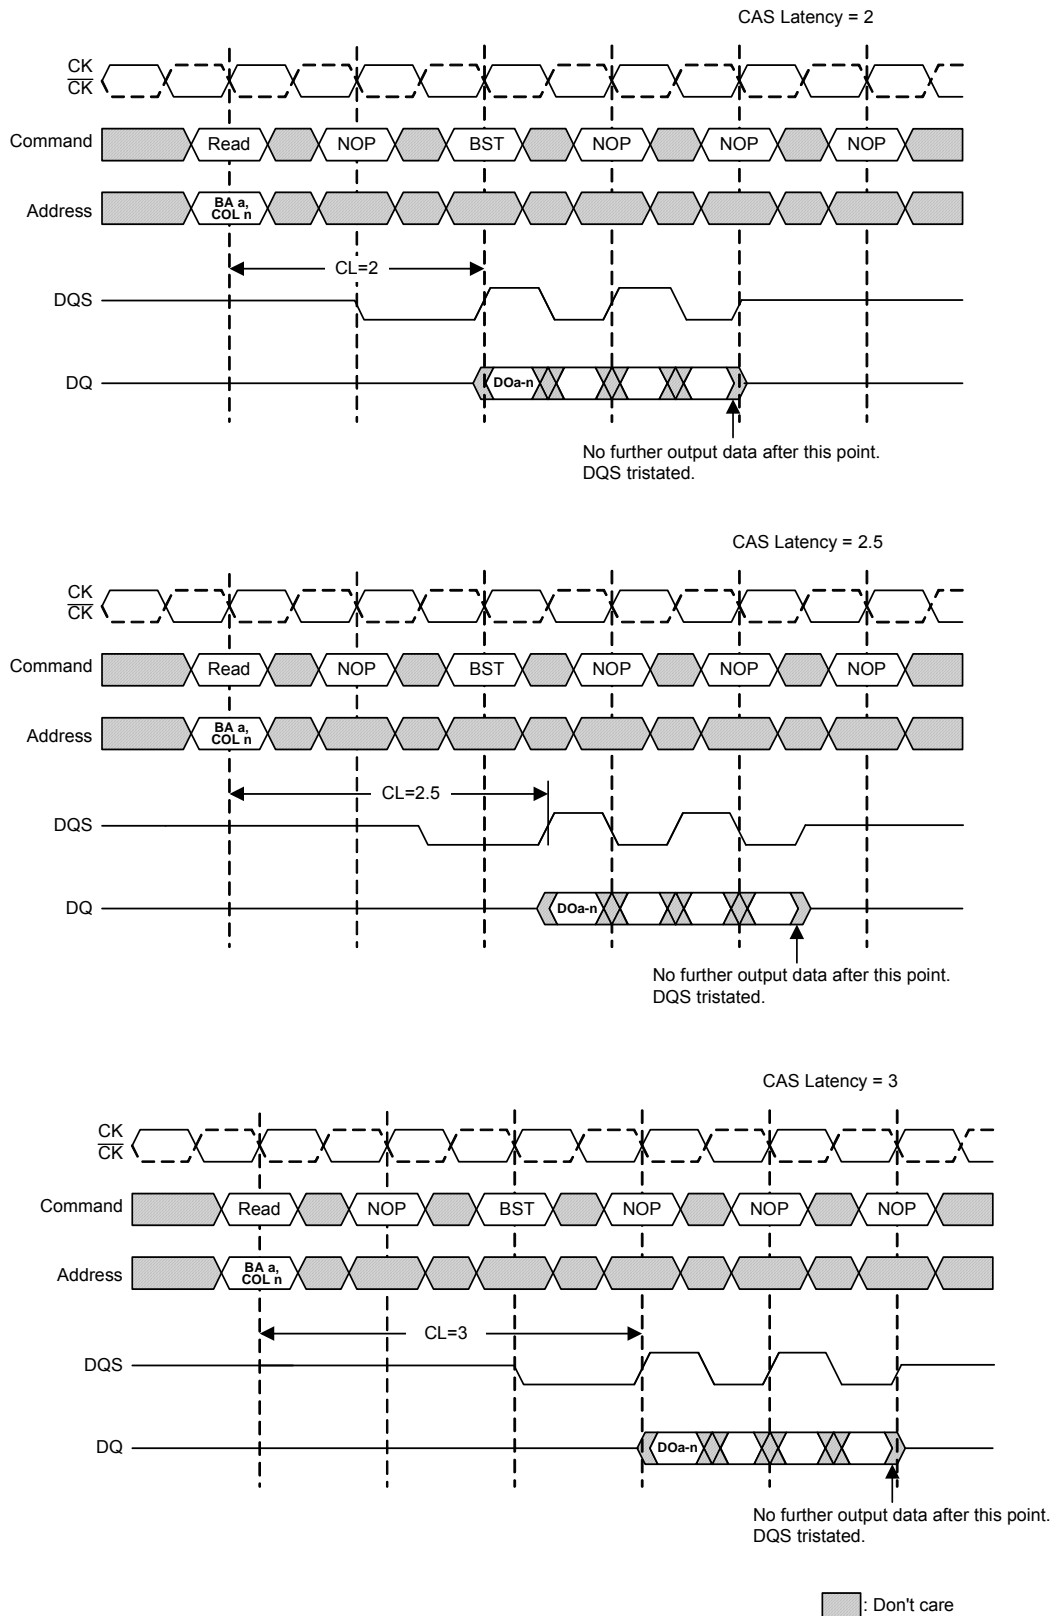 CAS Latency = 2
CK
CK
Command Read NOP BST NOP NOP NOP
Address BA a,
COL n
CL=2
DQS
DQ DOa-n
No further output data after this point.
DQS tristated.
CAS Latency = 2.5
CK
CK
Command Read NOP BST NOP NOP NOP
Address BA a,
COL n
CL=2.5
DQS
DQ DOa-n
No further output data after this point.
DQS tristated.
CAS Latency = 3
CK
CK
Command Read NOP BST NOP NOP NOP
Address BA a,
COL n
CL=3
DQS
DQ DOa-n
No further output data after this point.
DQS tristated.
: Don't care